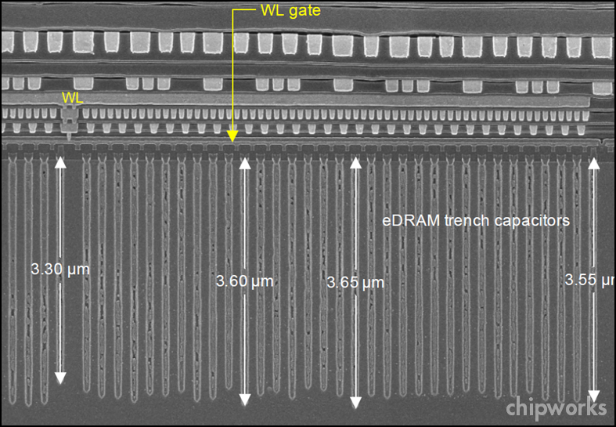 WL gate
WL
eDRAM trench capacitors
3.30 µm
3.60 µm
3.65 µm
3.55 µm
chipworks